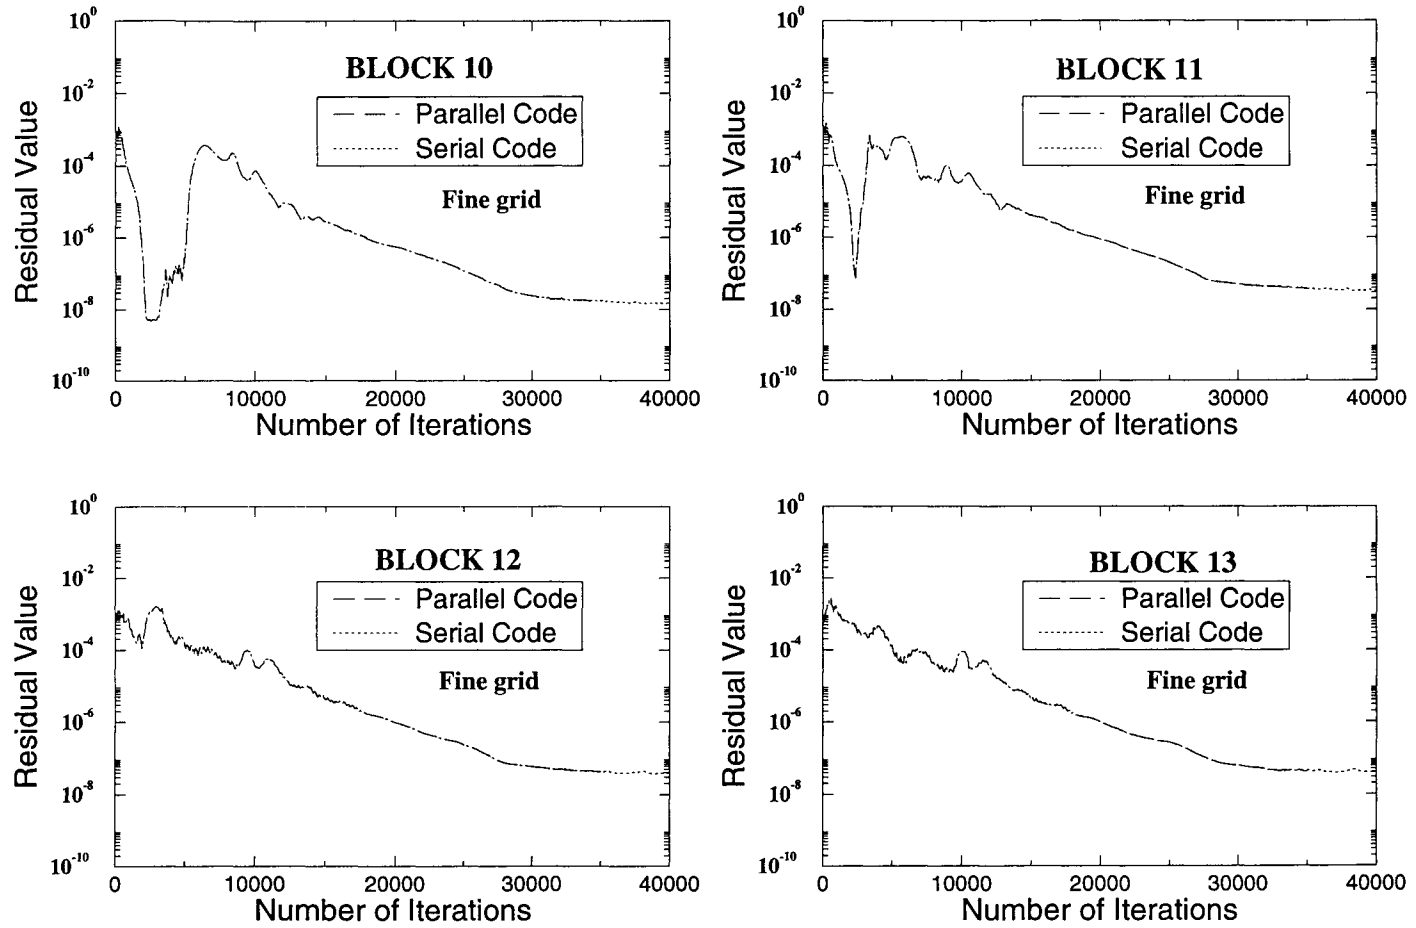 BLOCK 10
Parallel Code
Serial Code
Fine grid
Residual Value
10^0
10^-2
10^-4
10^-6
10^-8
10^-10
0 10000 20000 30000 40000
Number of Iterations
BLOCK 11
Parallel Code
Serial Code
Fine grid
Residual Value
10^0
10^-2
10^-4
10^-6
10^-8
10^-10
0 10000 20000 30000 40000
Number of Iterations
BLOCK 12
Parallel Code
Serial Code
Fine grid
Residual Value
10^0
10^-2
10^-4
10^-6
10^-8
10^-10
0 10000 20000 30000 40000
Number of Iterations
BLOCK 13
Parallel Code
Serial Code
Fine grid
Residual Value
10^0
10^-2
10^-4
10^-6
10^-8
10^-10
0 10000 20000 30000 40000
Number of Iterations